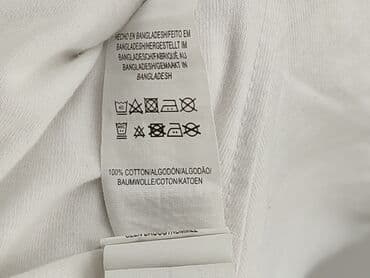 HECHO EN BANGLADESH/FEITO EM
BANGLADESH/HERGESTELLT IM
BANGLADESCH/FABRIQUÉ, AU
BANGLADESH/GEMAAKT IN
BANGLADESH
100% COTTON/ALGODÓN/ALGODÃO/
BAUMWOLLE/COTON/KATOEN